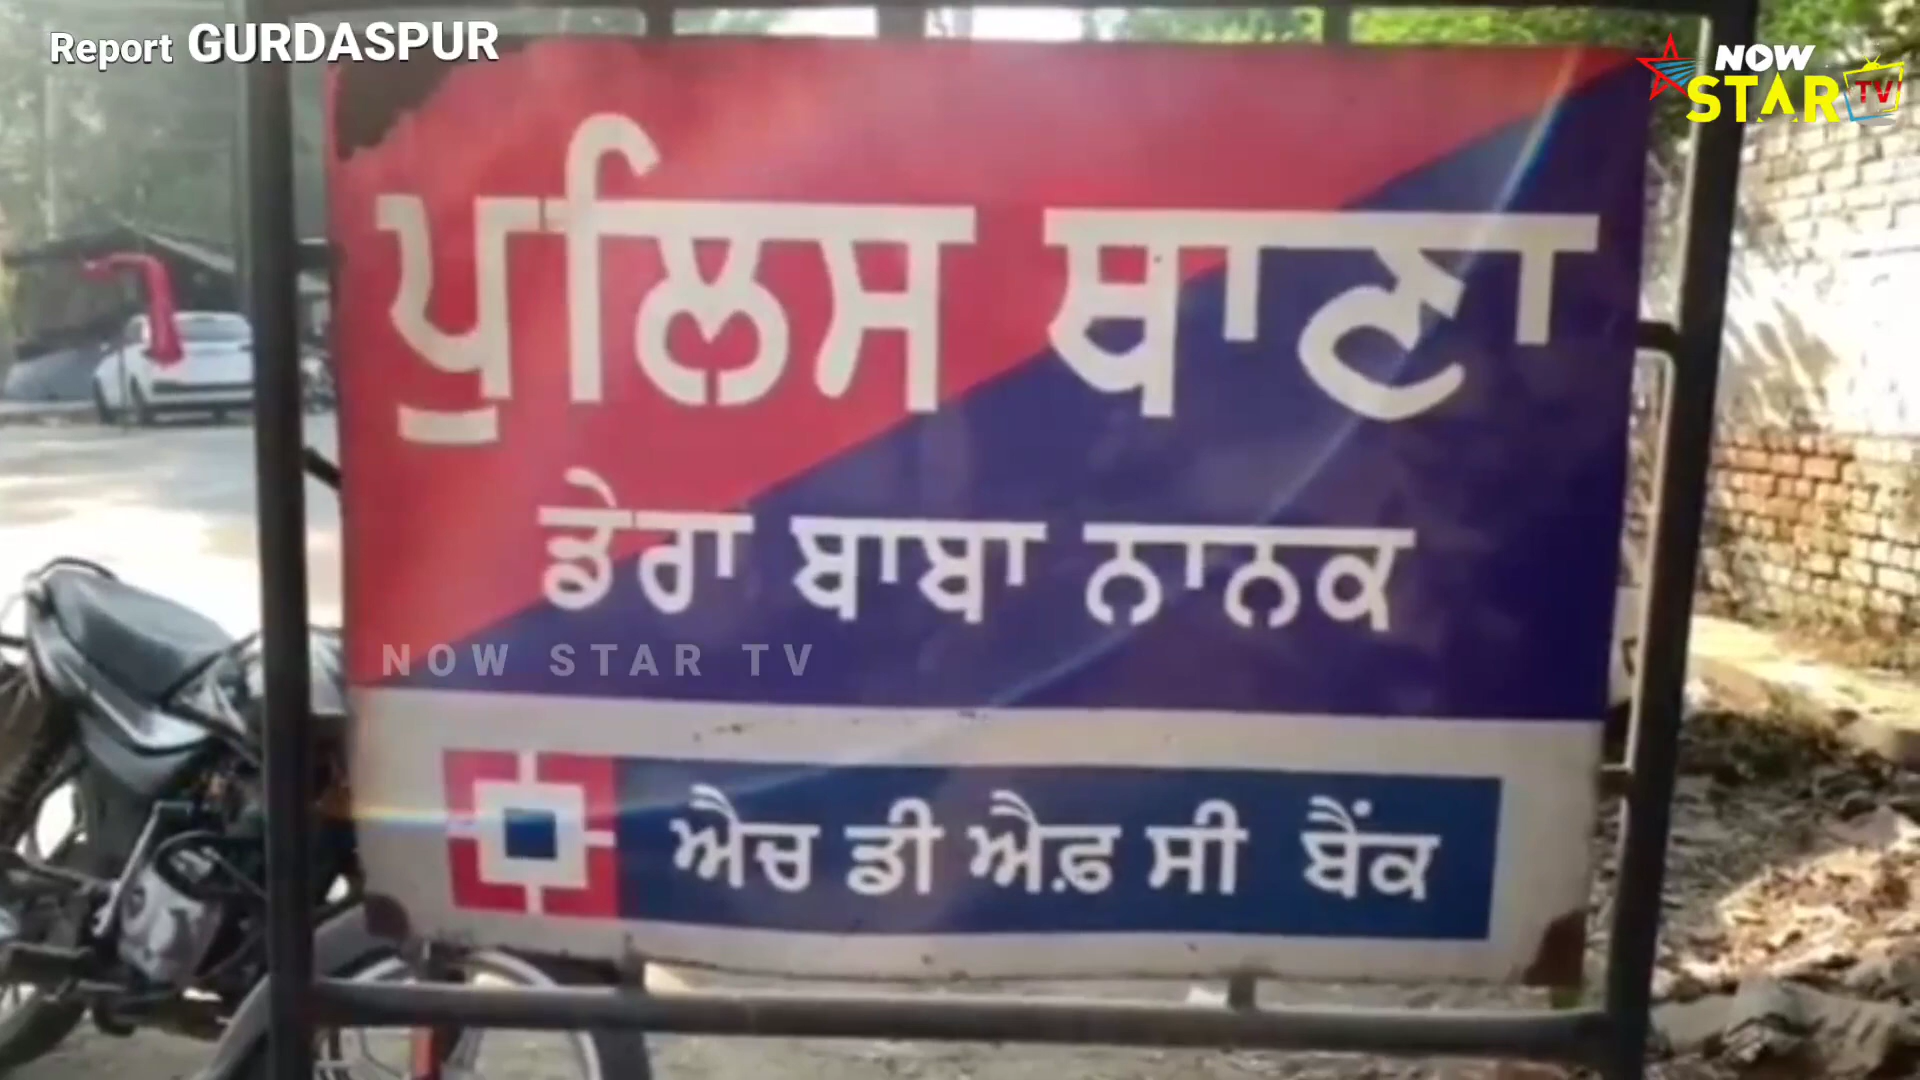 Report GURDASPUR
NOW
STAR TV
ਪੁਲਿਸ ਥਾਣਾ
ਡੇਰਾ ਬਾਬਾ ਨਾਨਕ
NOW STAR TV
ਐਚ ਡੀ ਐਫ਼ ਸੀ ਬੈਂਕ